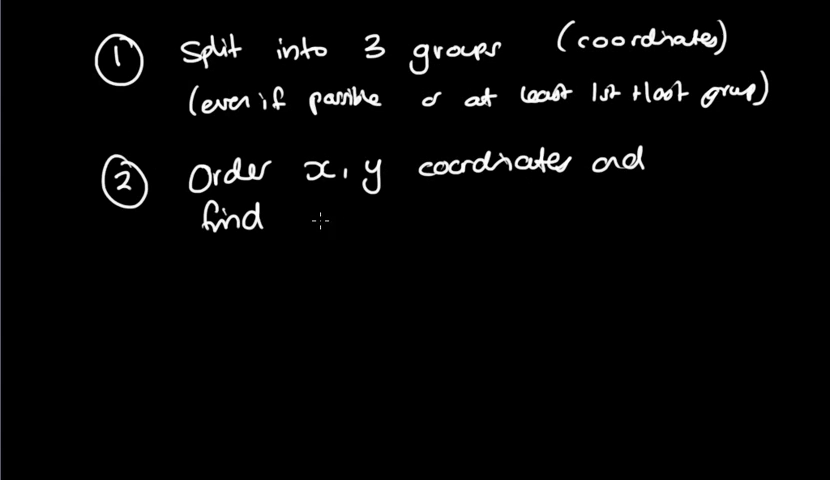 ① Split into 3 groups (coordinates)
(even if possible or at least 1st + last group)
② Order x, y coordinates and
find